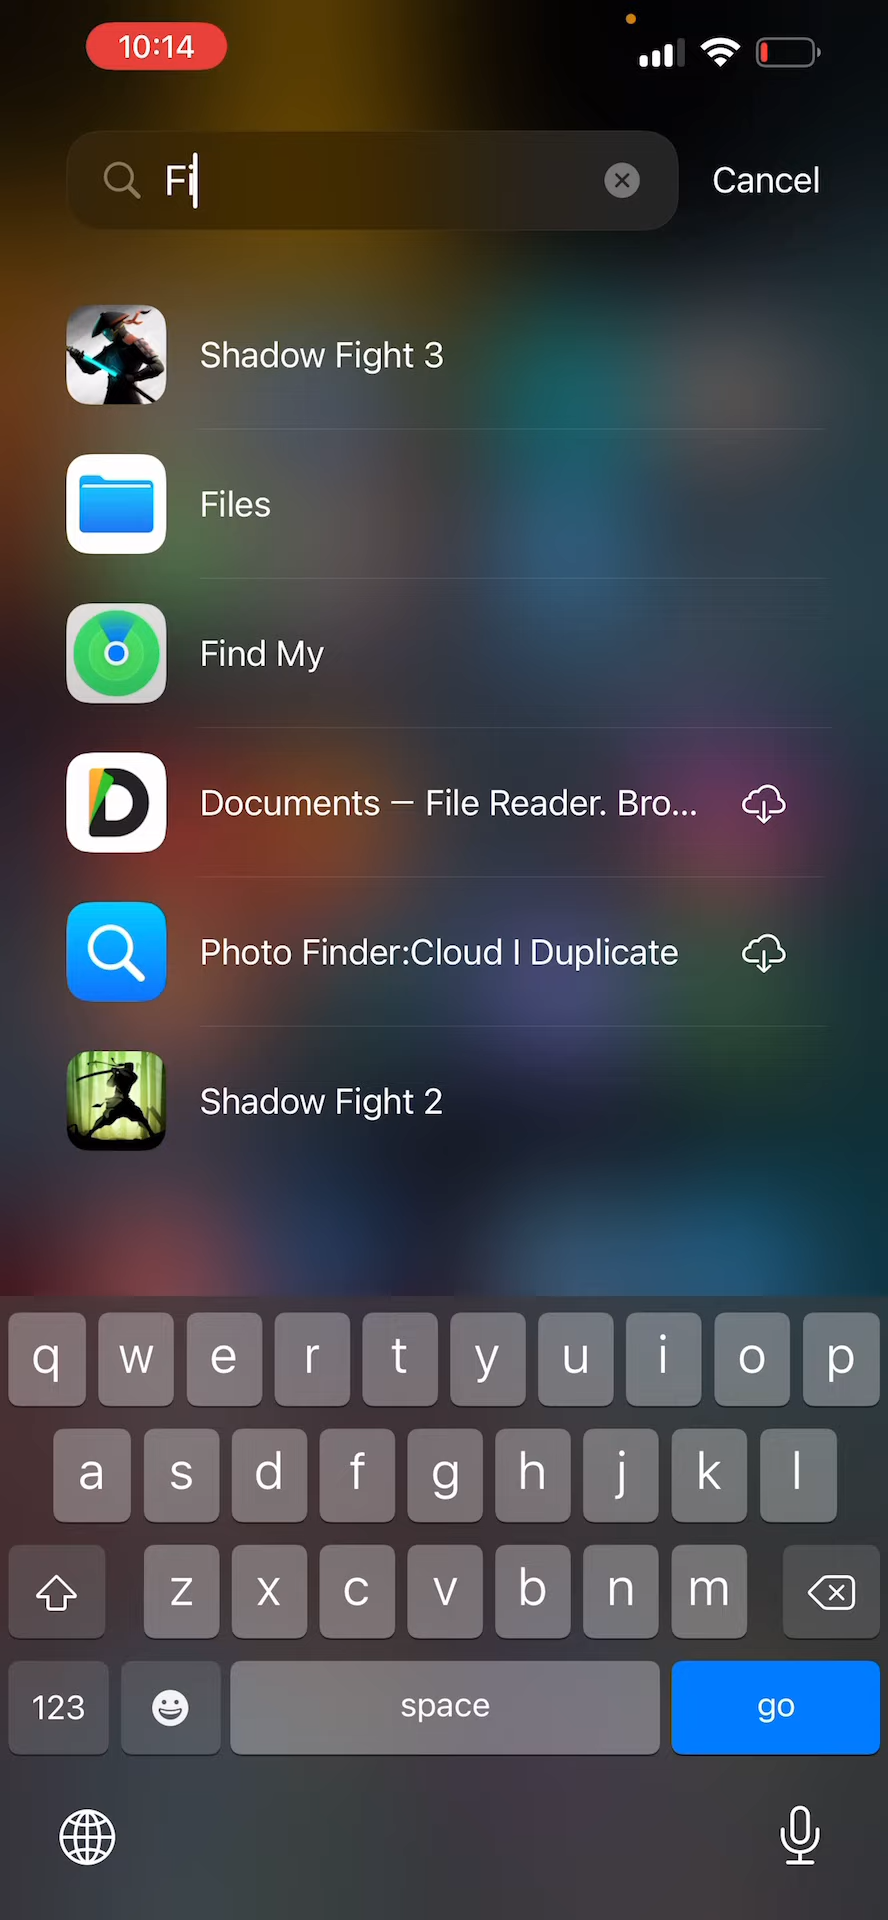 10:14
Fi
Cancel
Shadow Fight 3
Files
Find My
Documents – File Reader. Bro...
Photo Finder:Cloud I Duplicate
Shadow Fight 2
q w e r t y u i o p
a s d f g h j k l
z x c v b n m
123 space go